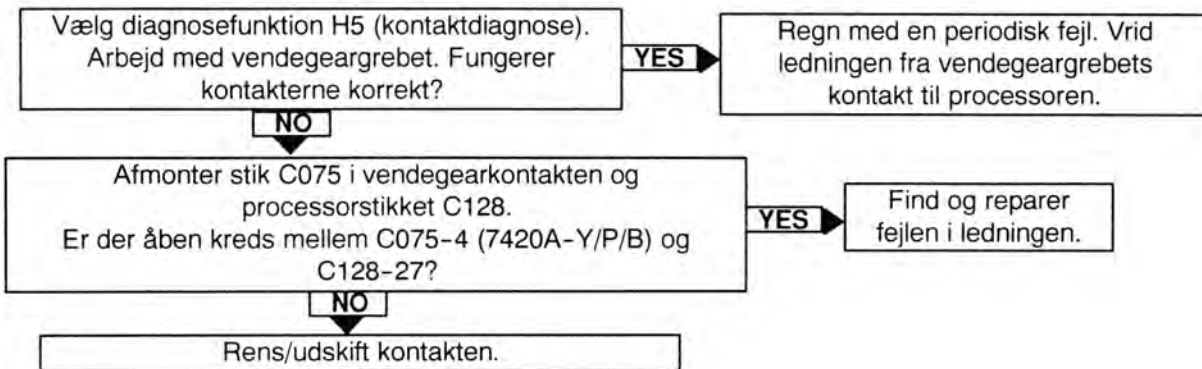 Vælg diagnosefunktion H5 (kontaktdiagnose).
Arbejd med vendegeargrebet. Fungerer
kontakterne korrekt?
YES
Regn med en periodisk fejl. Vrid
ledningen fra vendegeargrebets
kontakt til processoren.
NO
Afmonter stik C075 i vendegearkontakten og
processorstikket C128.
Er der åben kreds mellem C075-4 (7420A-Y/P/B) og
C128-27?
YES
Find og reparer
fejlen i ledningen.
NO
Rens/udskift kontakten.